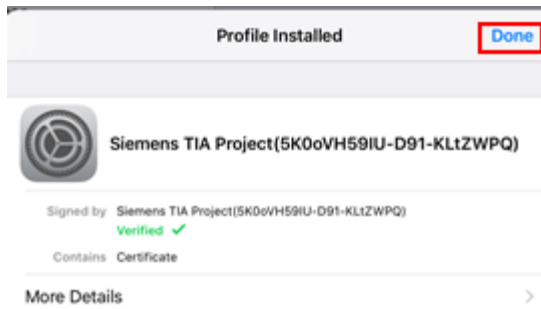 Profile Installed
Done
Siemens TIA Project(5K0oVH59IU-D91-KLtZWPQ)
Signed by Siemens TIA Project(5K0oVH59IU-D91-KLtZWPQ)
Verified ✓
Contains Certificate
More Details